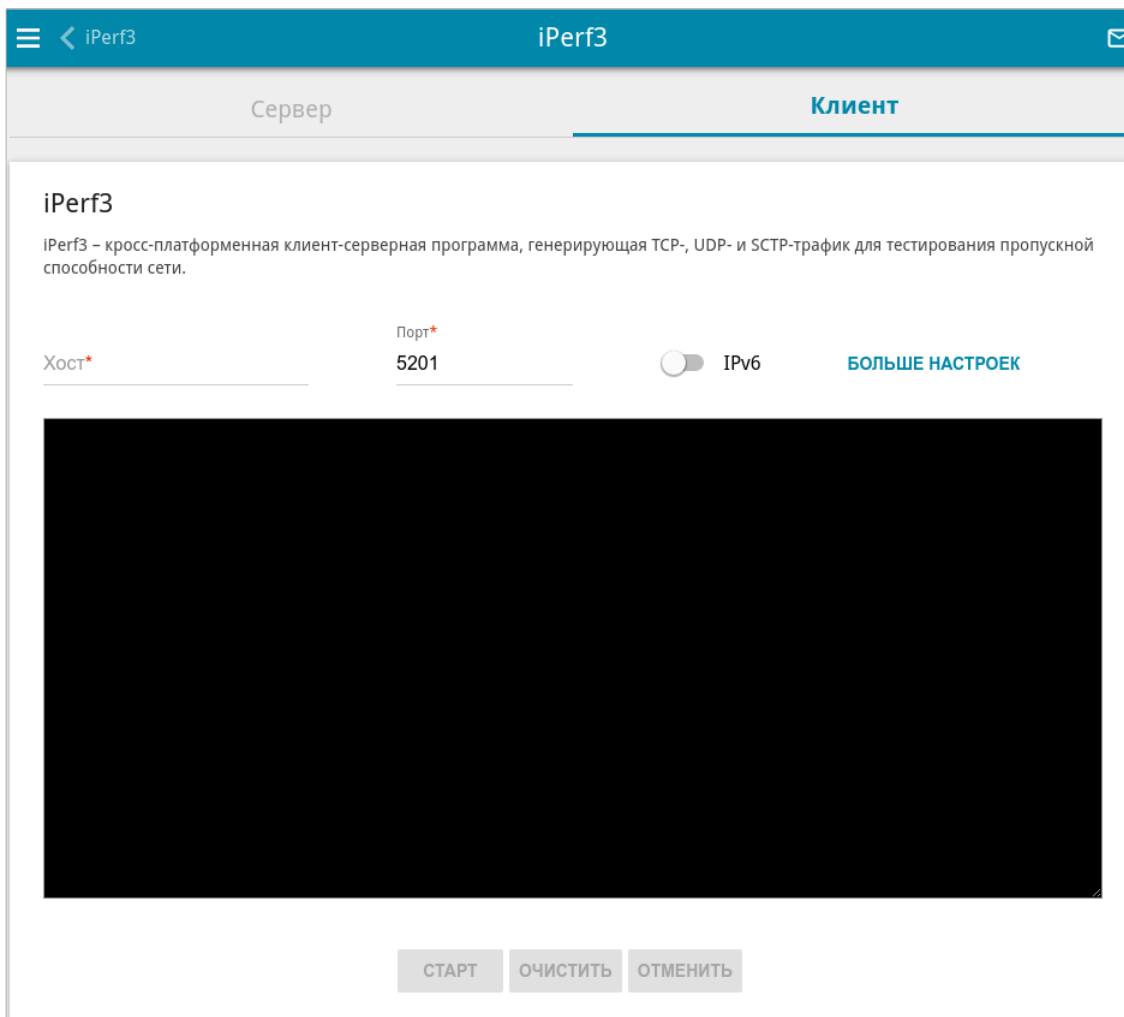 iPerf3
iPerf3
Сервер
Клиент
iPerf3
iPerf3 – кросс-платформенная клиент-серверная программа, генерирующая TCP-, UDP- и SCTP-трафик для тестирования пропускной
способности сети.
Порт*
Хост*
5201
IPv6
БОЛЬШЕ НАСТРОЕК
СТАРТ
ОЧИСТИТЬ
ОТМЕНИТЬ